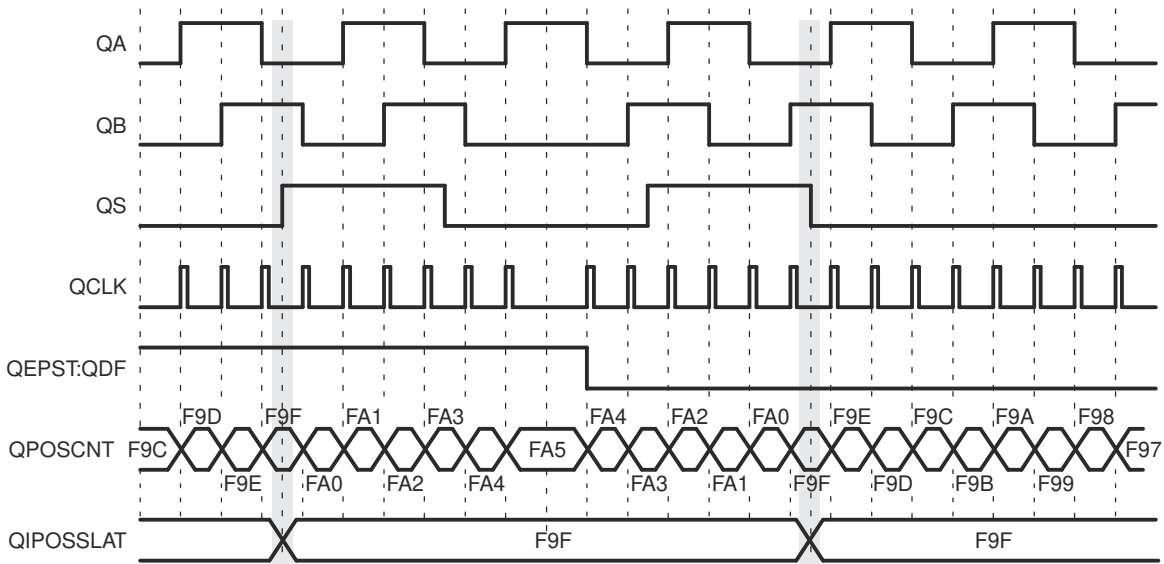 QA
QB
QS
QCLK
QEPST:QDF
F9D F9F FA1 FA3 FA4 FA2 FA0 F9E F9C F9A F98
QPOSCNT F9C FA5 F97
F9E FA0 FA2 FA4 FA3 FA1 F9F F9D F9B F99
QIPOSSLAT F9F F9F